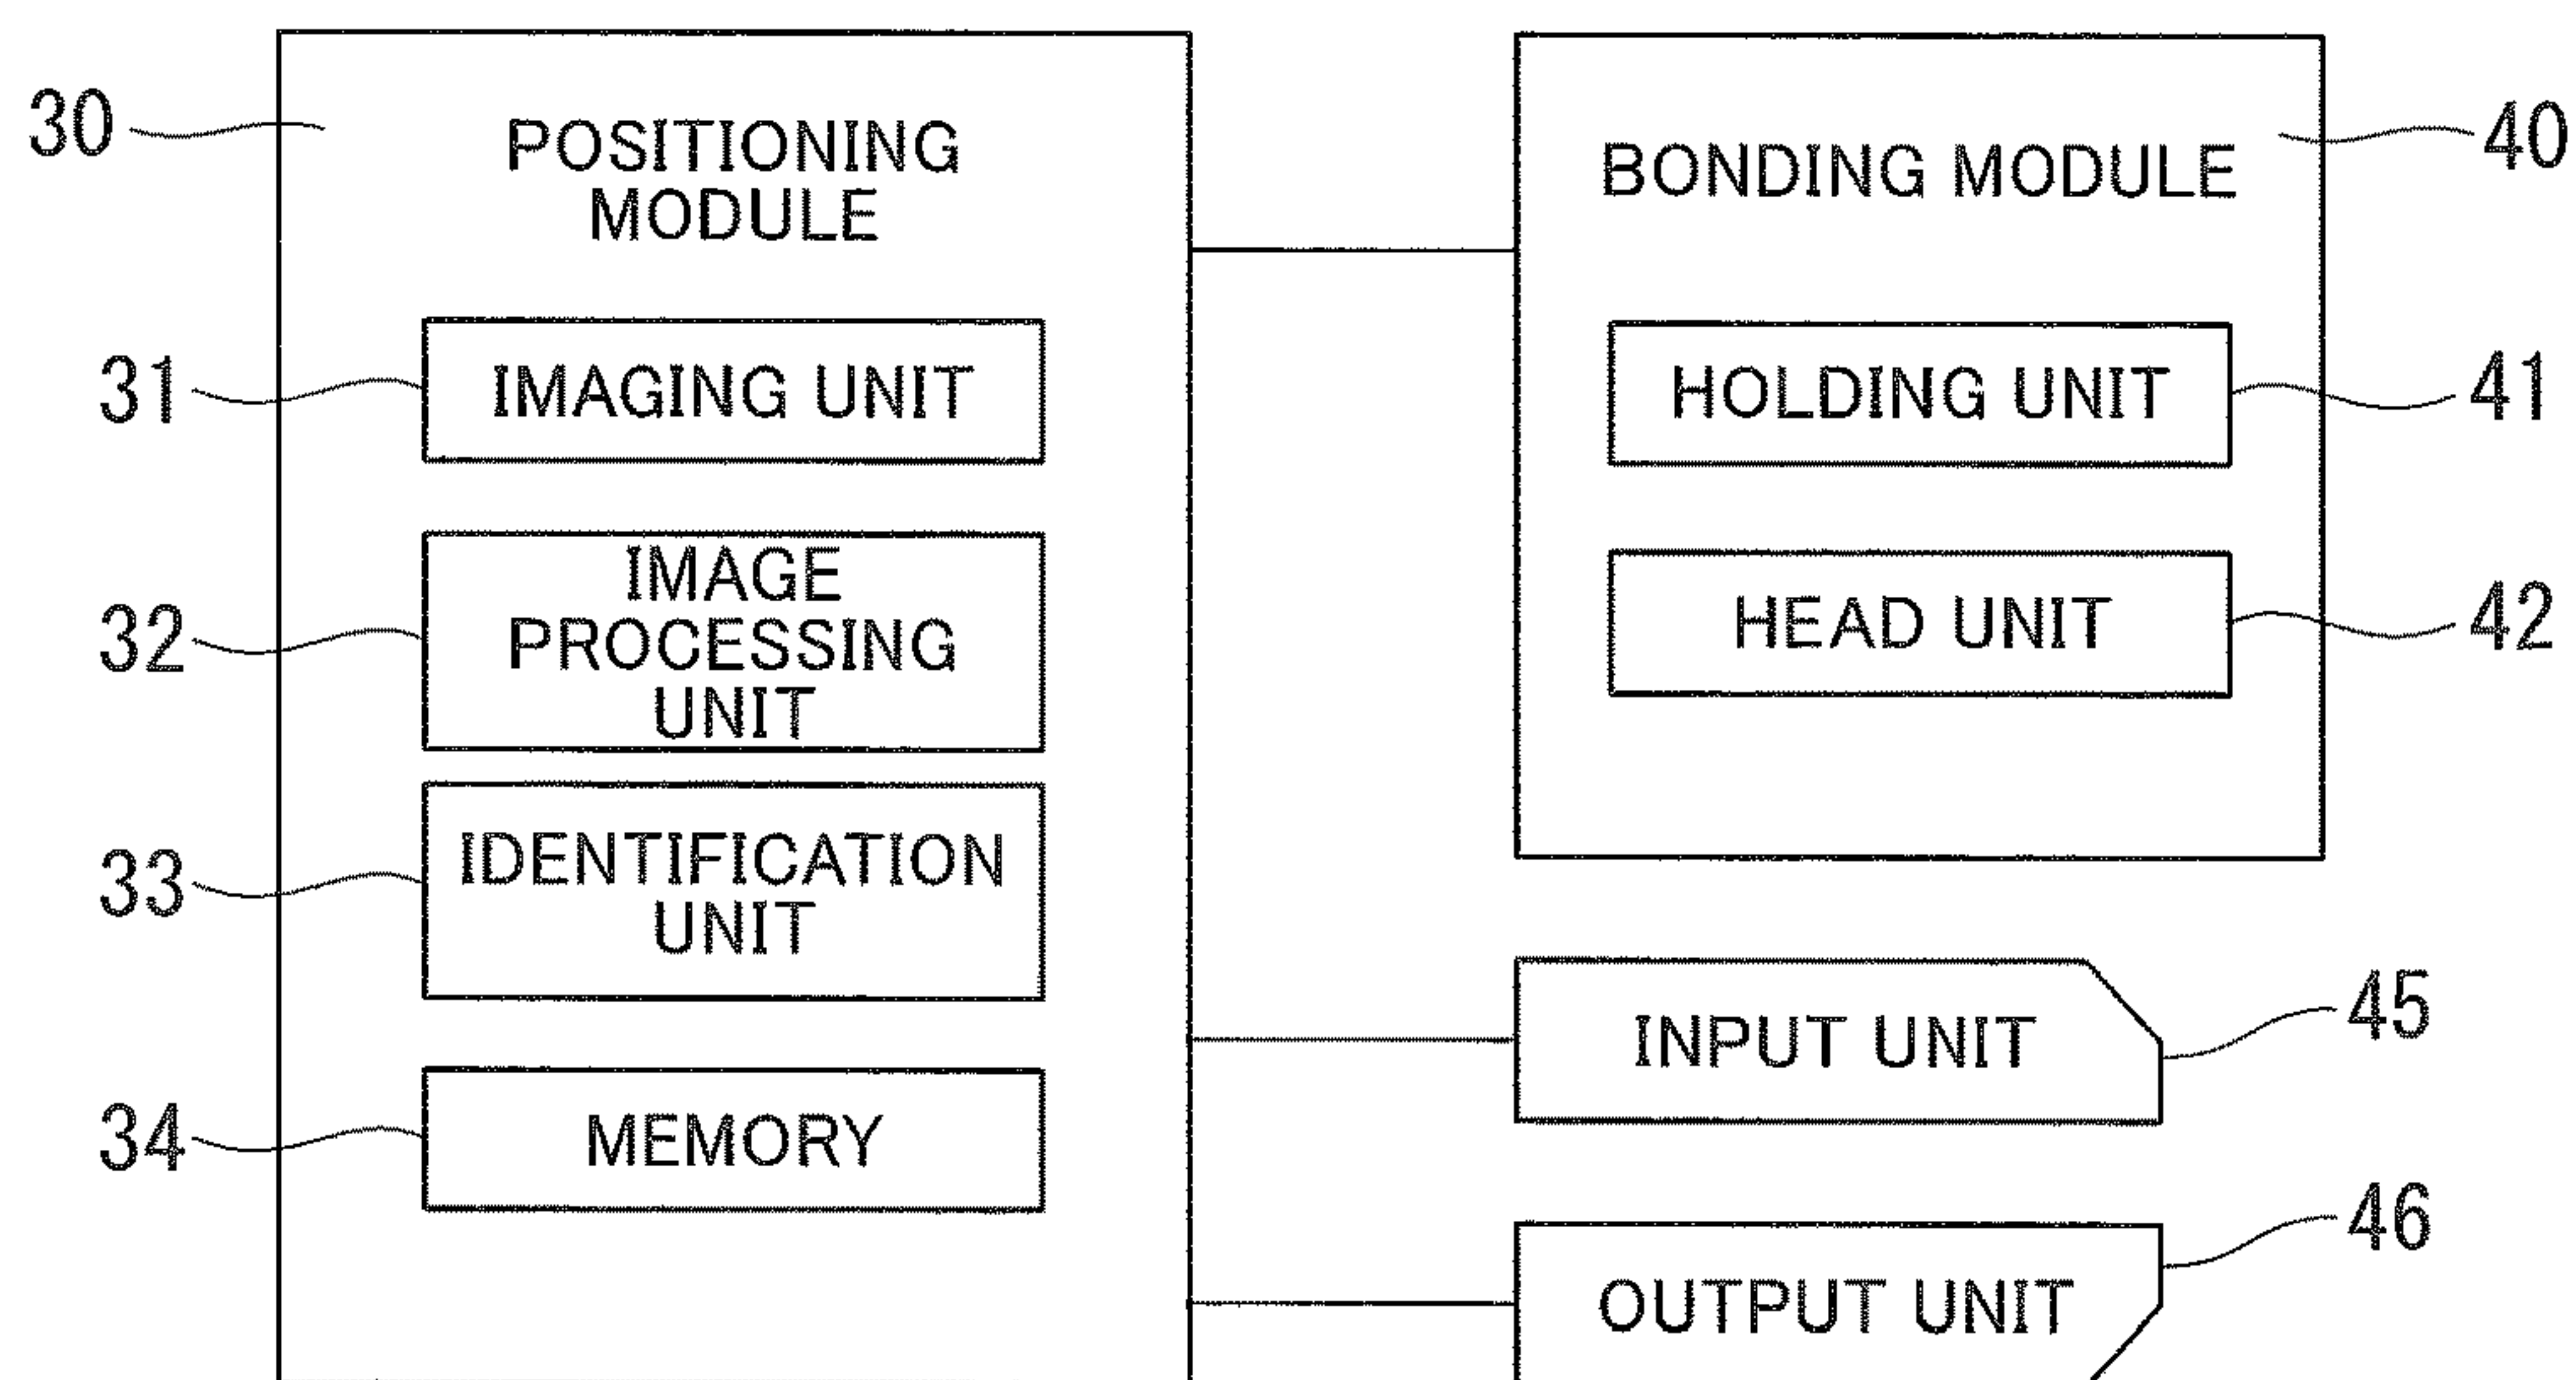 30
POSITIONING
MODULE
31
IMAGING UNIT
32
IMAGE
PROCESSING
UNIT
33
IDENTIFICATION
UNIT
34
MEMORY
BONDING MODULE
40
HOLDING UNIT
41
HEAD UNIT
42
INPUT UNIT
45
OUTPUT UNIT
46